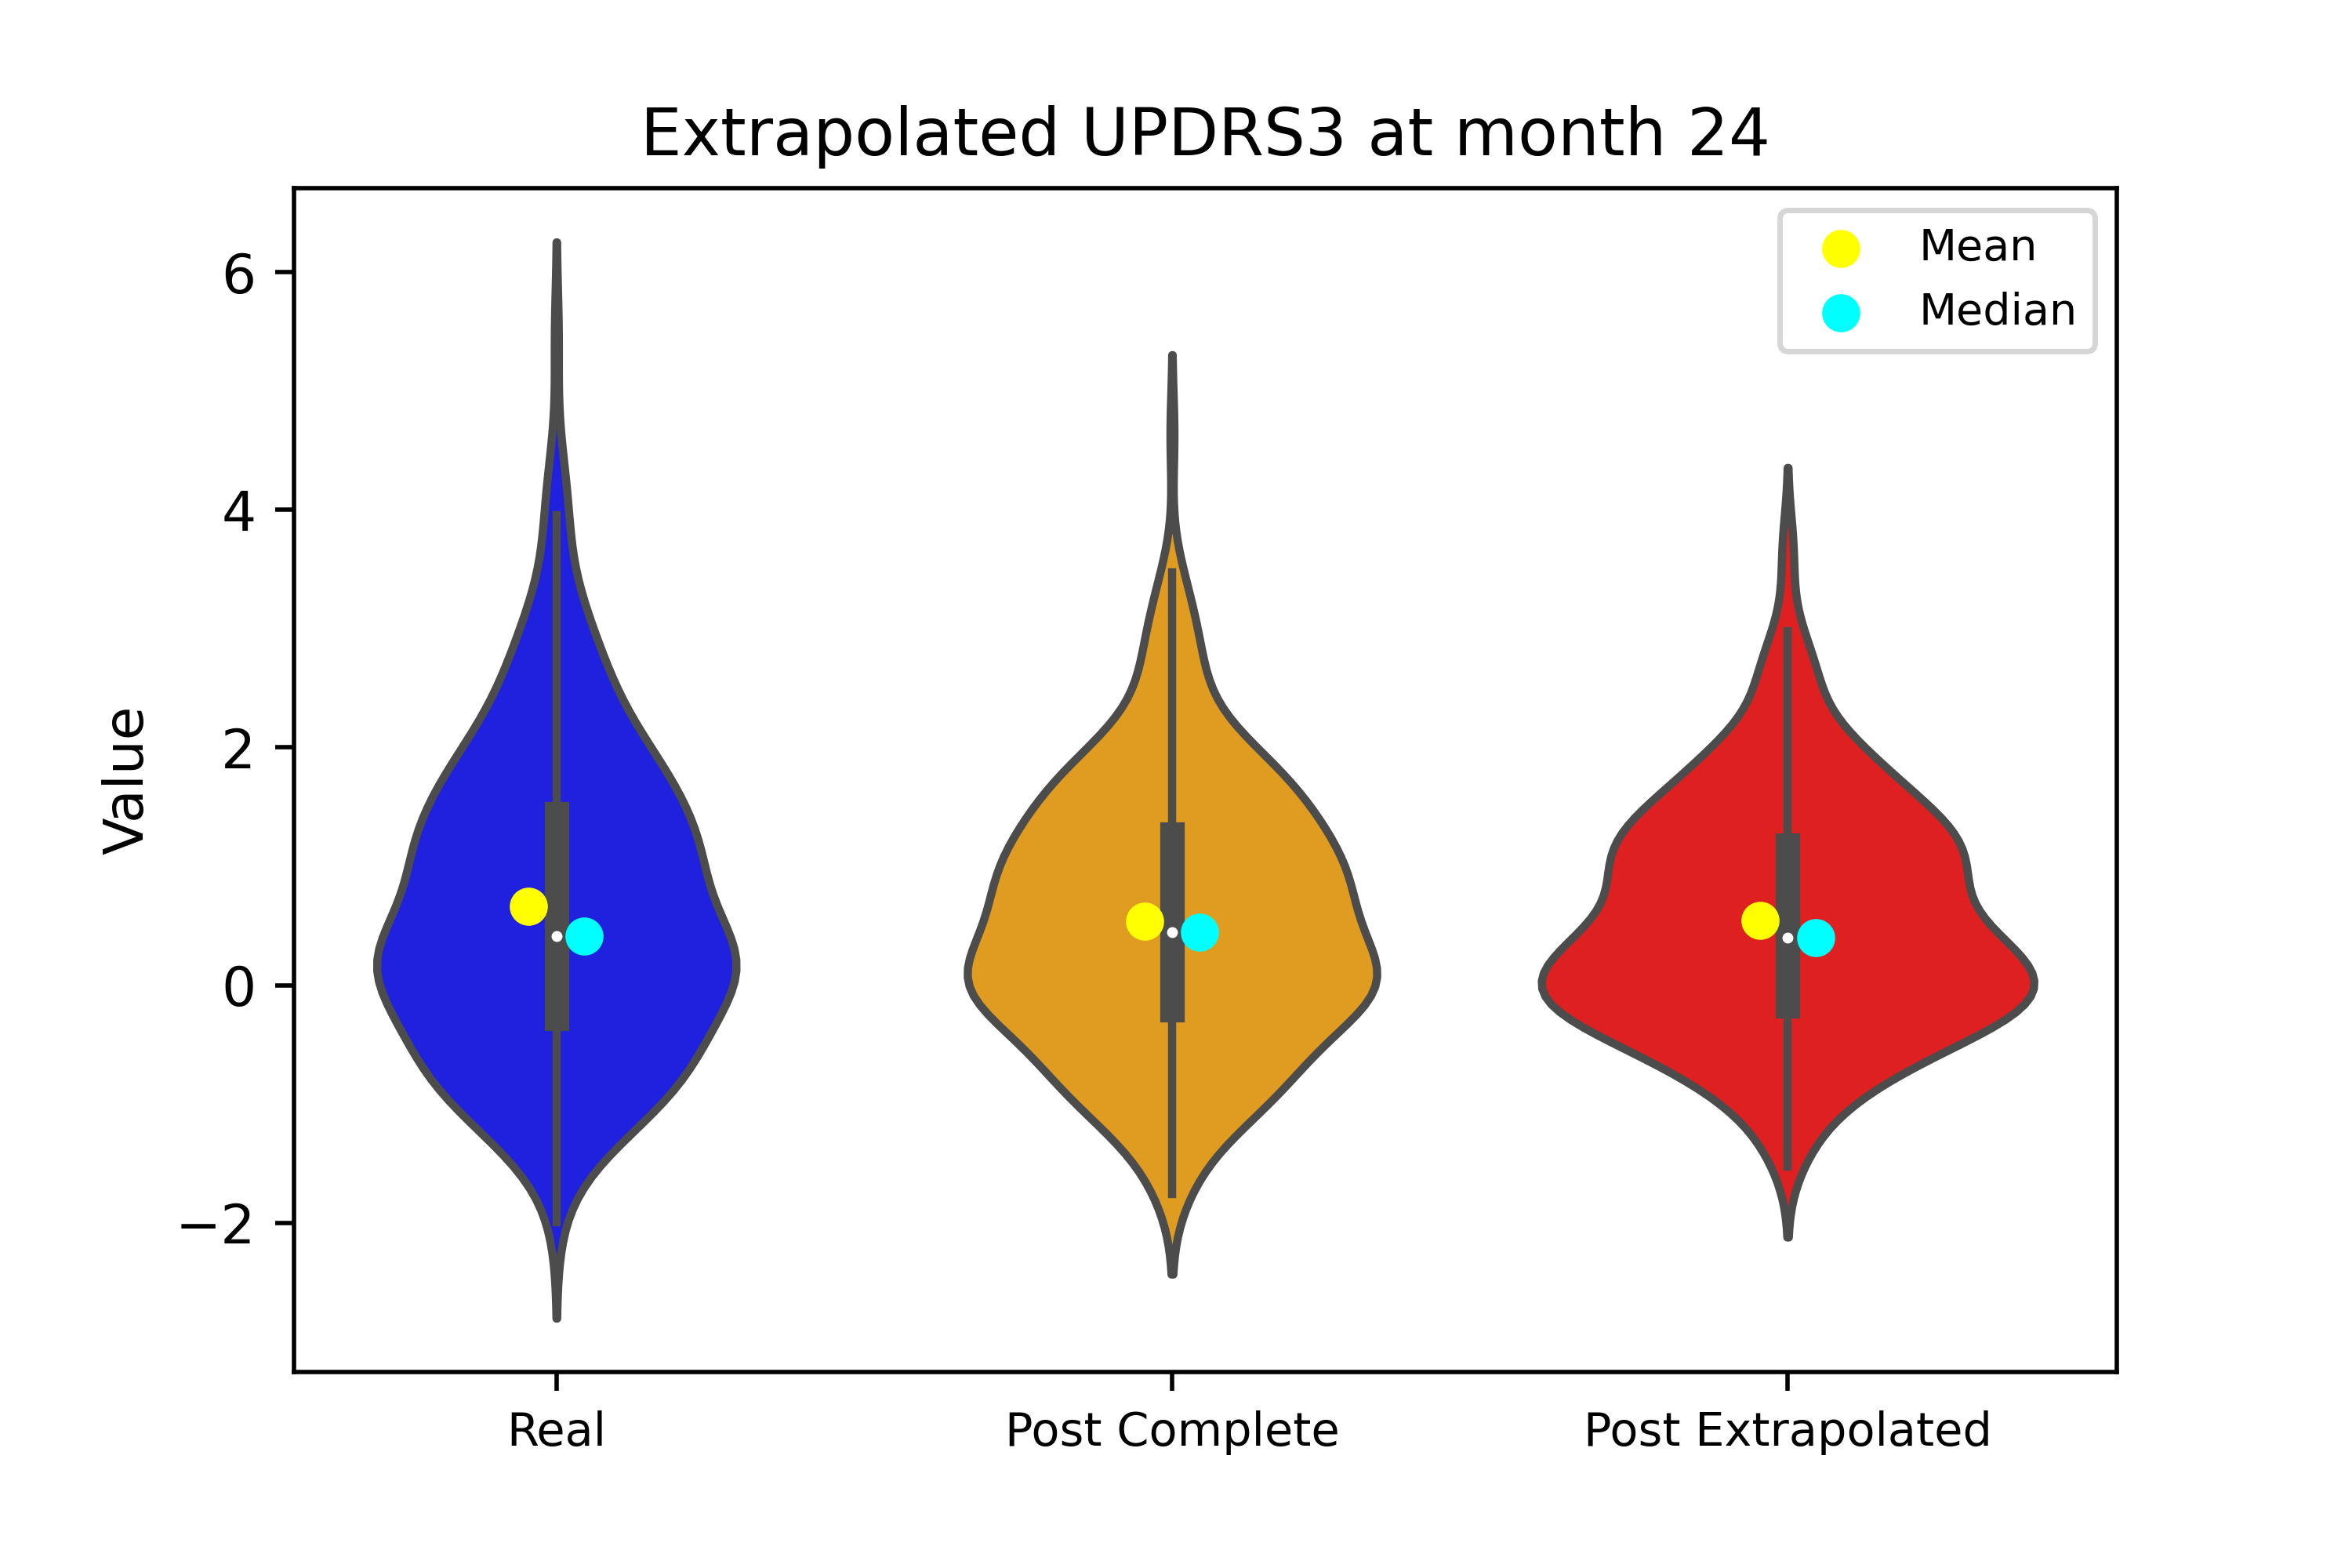 Extrapolated UPDRS3 at month 24
Mean
Median
6
4
2
0
−2
Value
Real
Post Complete
Post Extrapolated